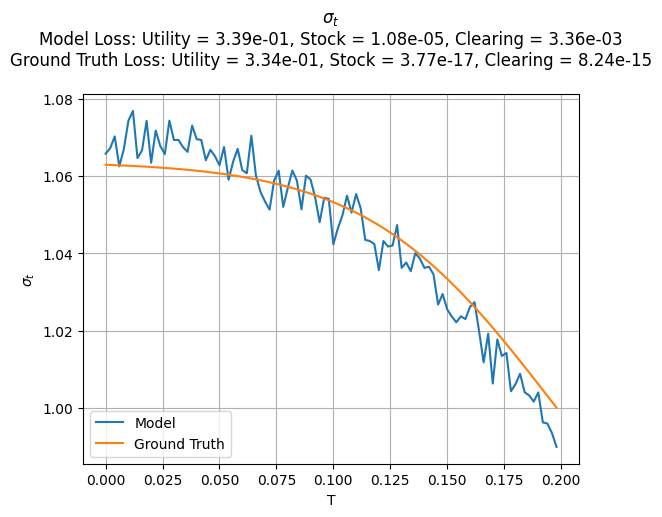 σₜ
Model Loss: Utility = 3.39e-01, Stock = 1.08e-05, Clearing = 3.36e-03
Ground Truth Loss: Utility = 3.34e-01, Stock = 3.77e-17, Clearing = 8.24e-15
1.08
1.06
1.04
1.02
1.00
σₜ
Model
Ground Truth
0.000 0.025 0.050 0.075 0.100 0.125 0.150 0.175 0.200
T